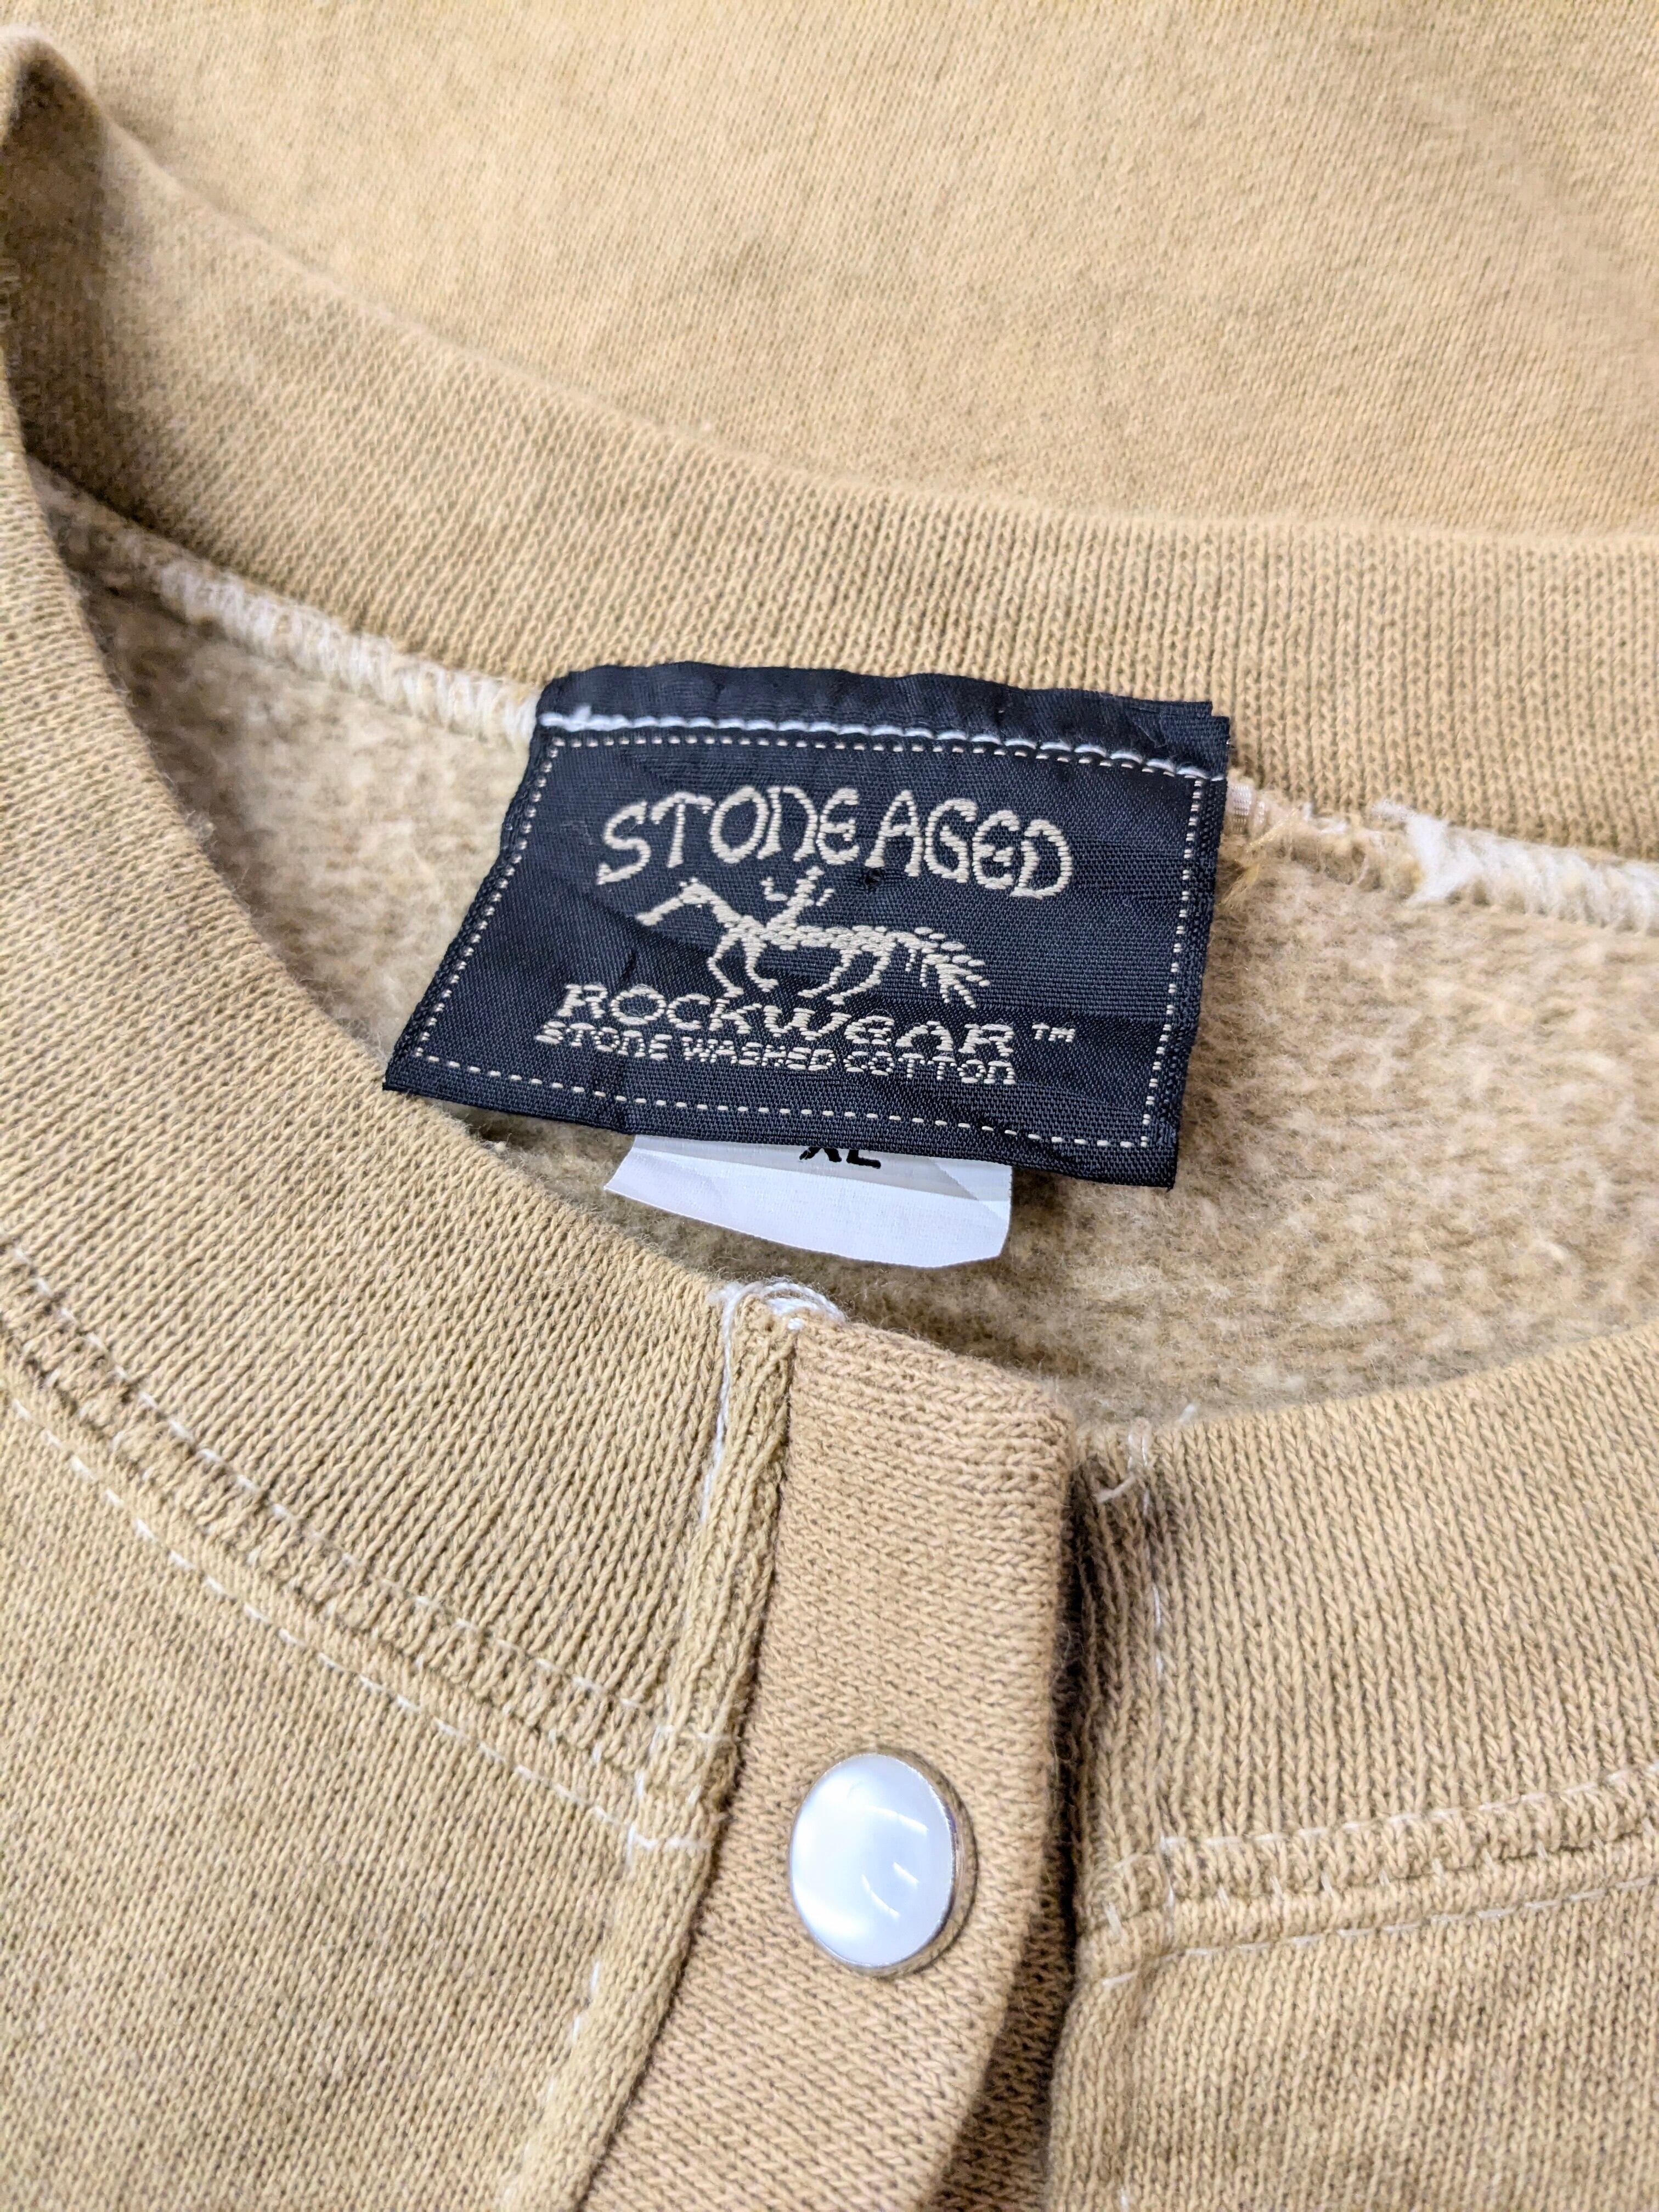 STONE AGED
ROCKWEAR™
STONE WASHED COTTON
XL